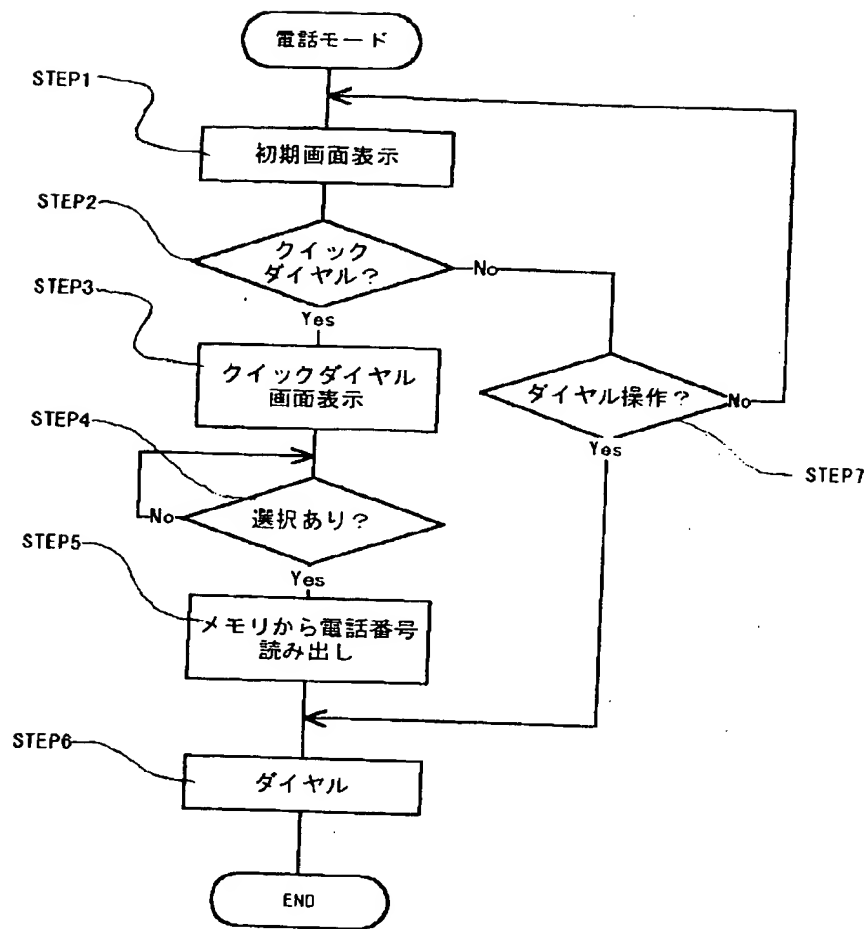 電話モード
STEP1
初期画面表示
STEP2
クイック
ダイヤル？
No
STEP3
Yes
クイックダイヤル
画面表示
ダイヤル操作？
No
STEP4
Yes
STEP7
No
選択あり？
STEP5
Yes
メモリから電話番号
読み出し
STEP6
ダイヤル
END